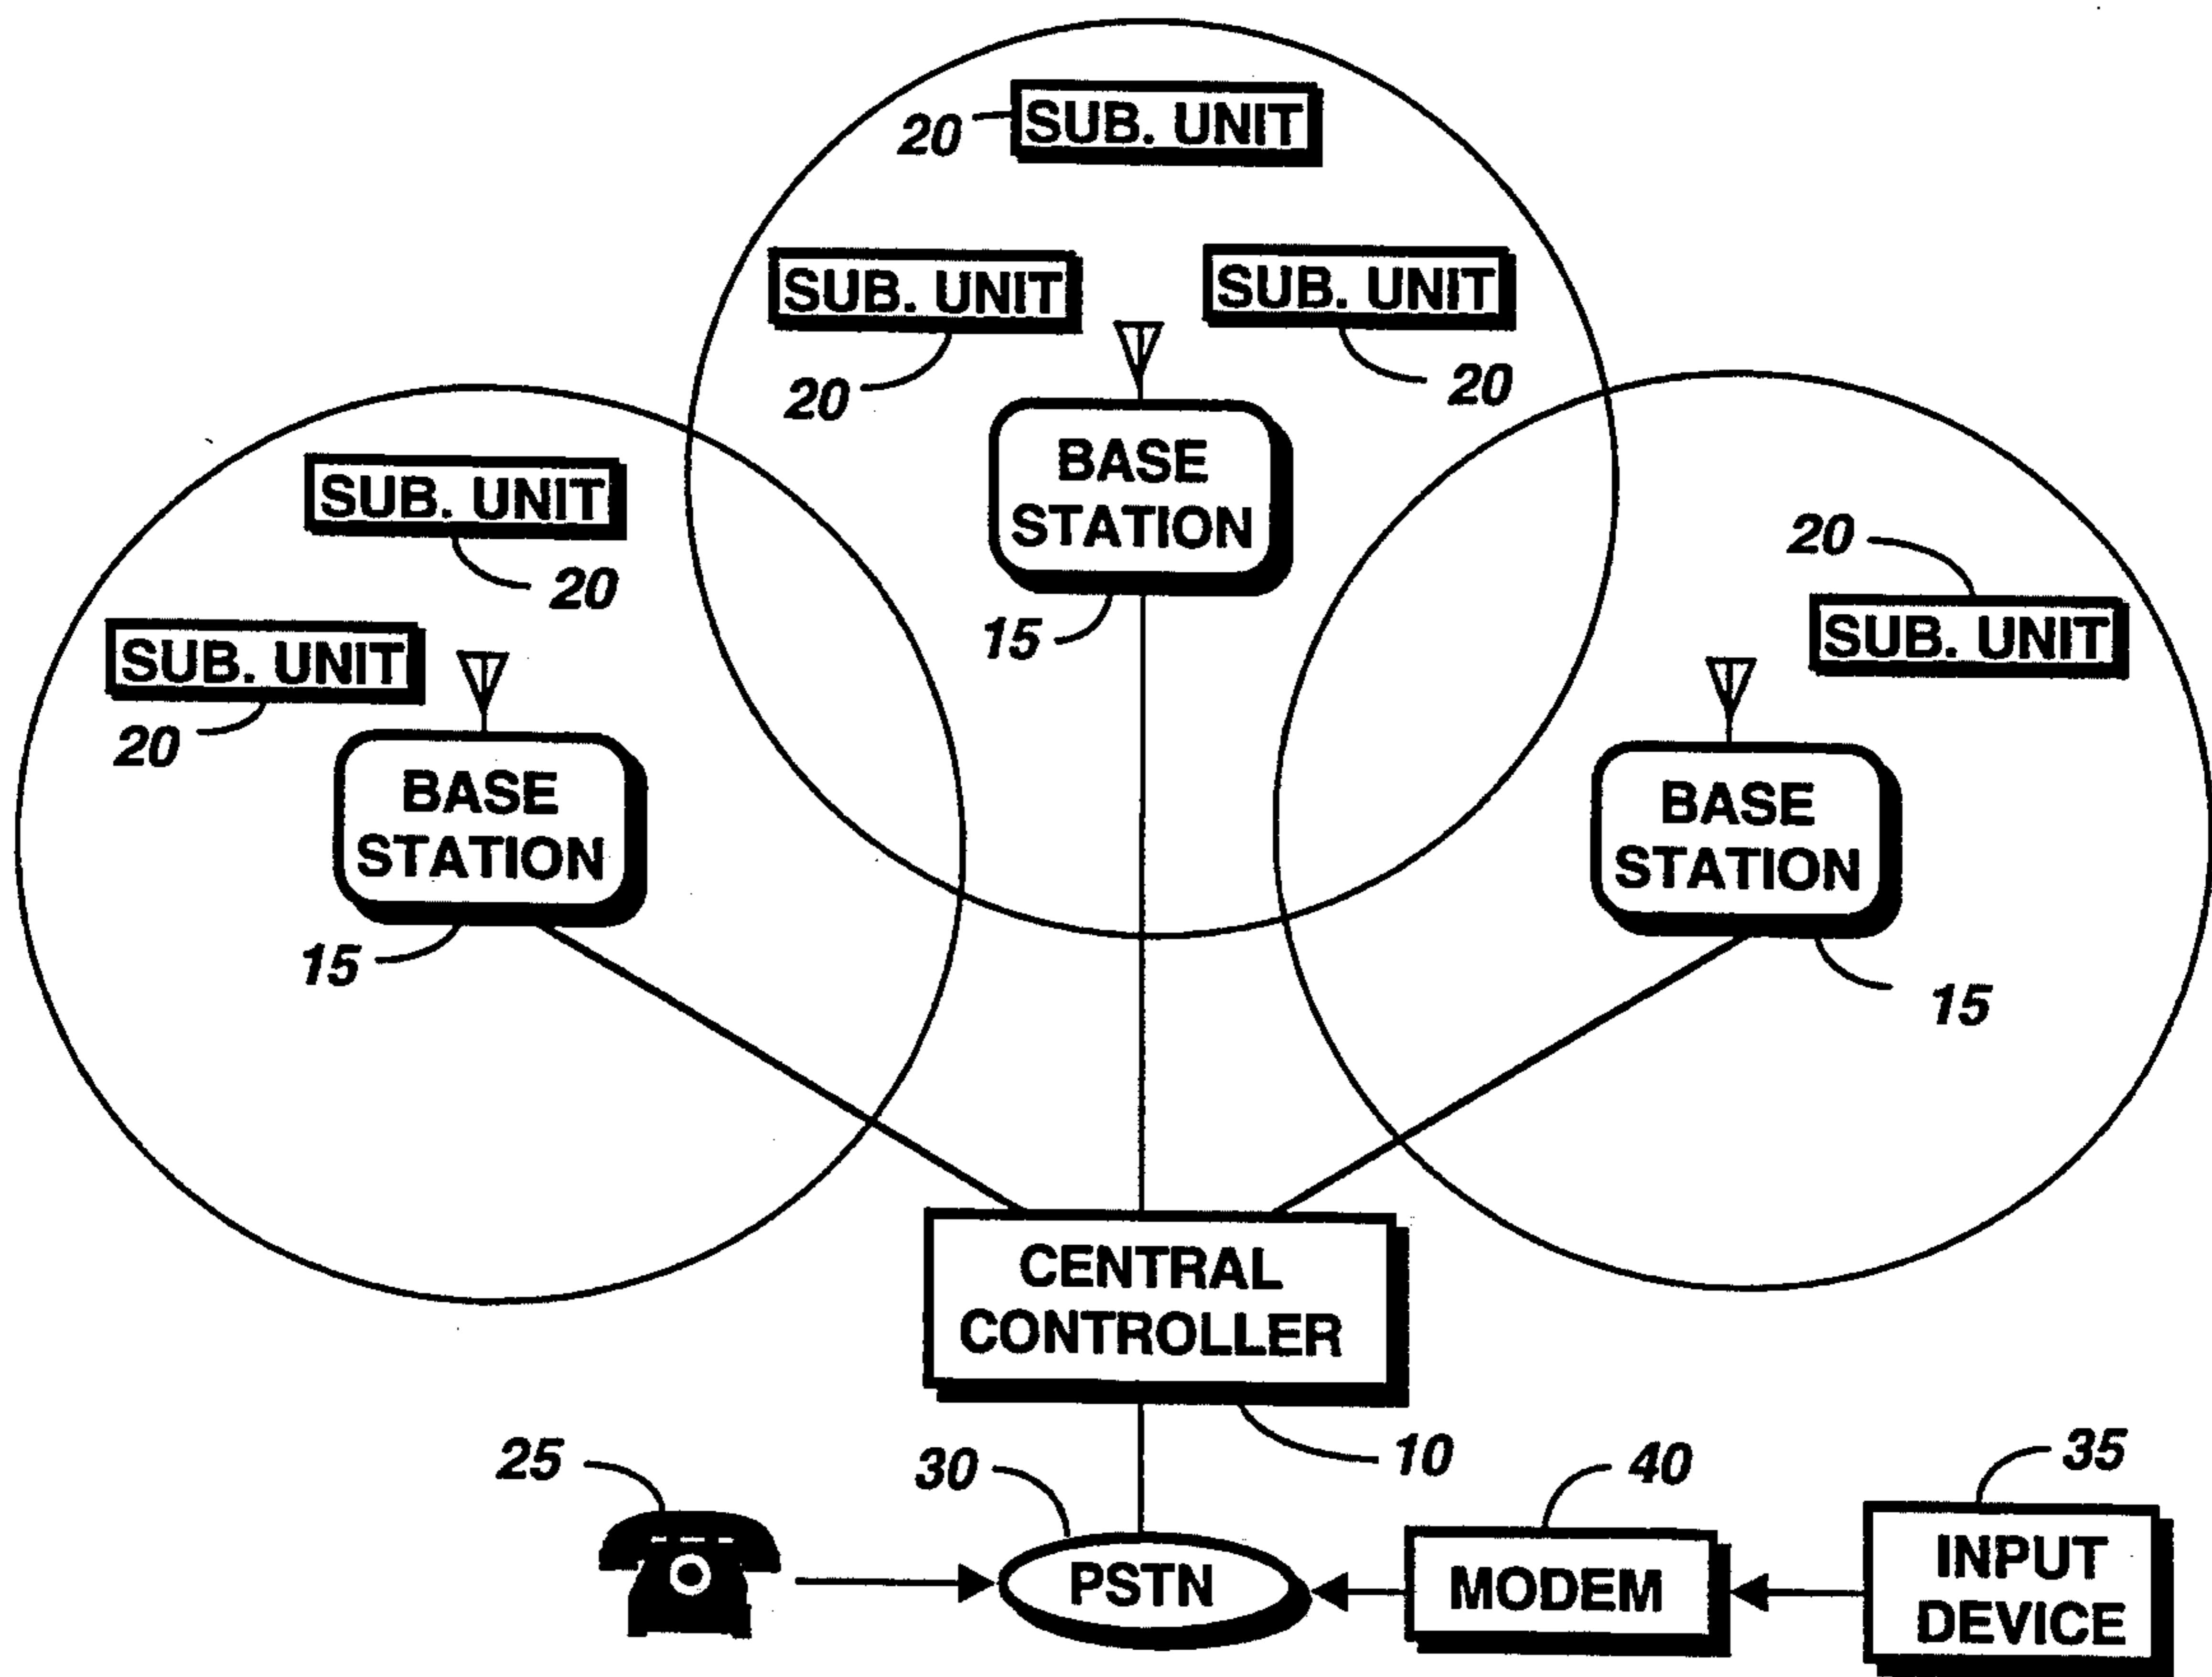 20
SUB. UNIT
SUB. UNIT
SUB. UNIT
20
20
BASE
STATION
15
SUB. UNIT
20
SUB. UNIT
20
BASE
STATION
15
20
SUB. UNIT
BASE
STATION
15
CENTRAL
CONTROLLER
10
25
30
PSTN
40
MODEM
35
INPUT
DEVICE